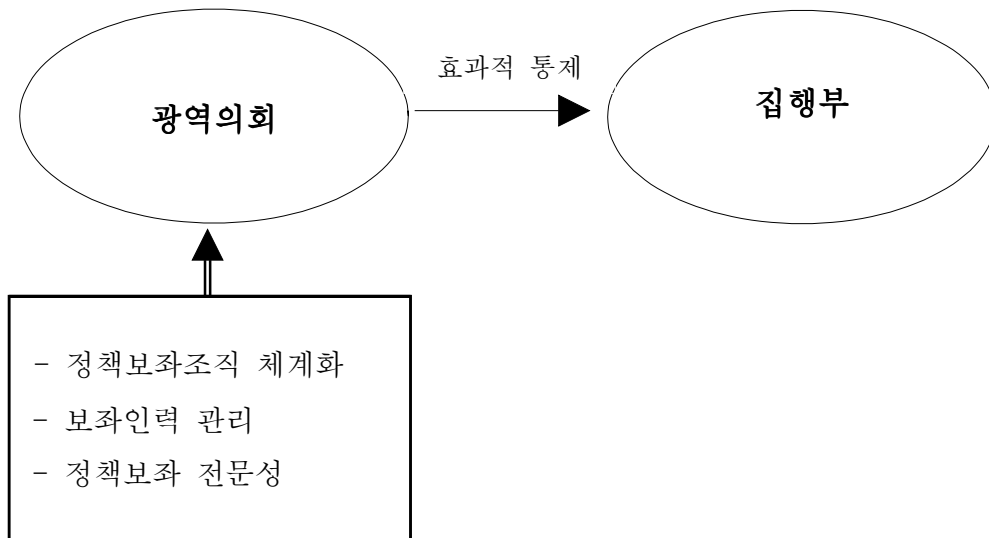 효과적 통제
광역의회
집행부
- 정책보좌조직 체계화
- 보좌인력 관리
- 정책보좌 전문성